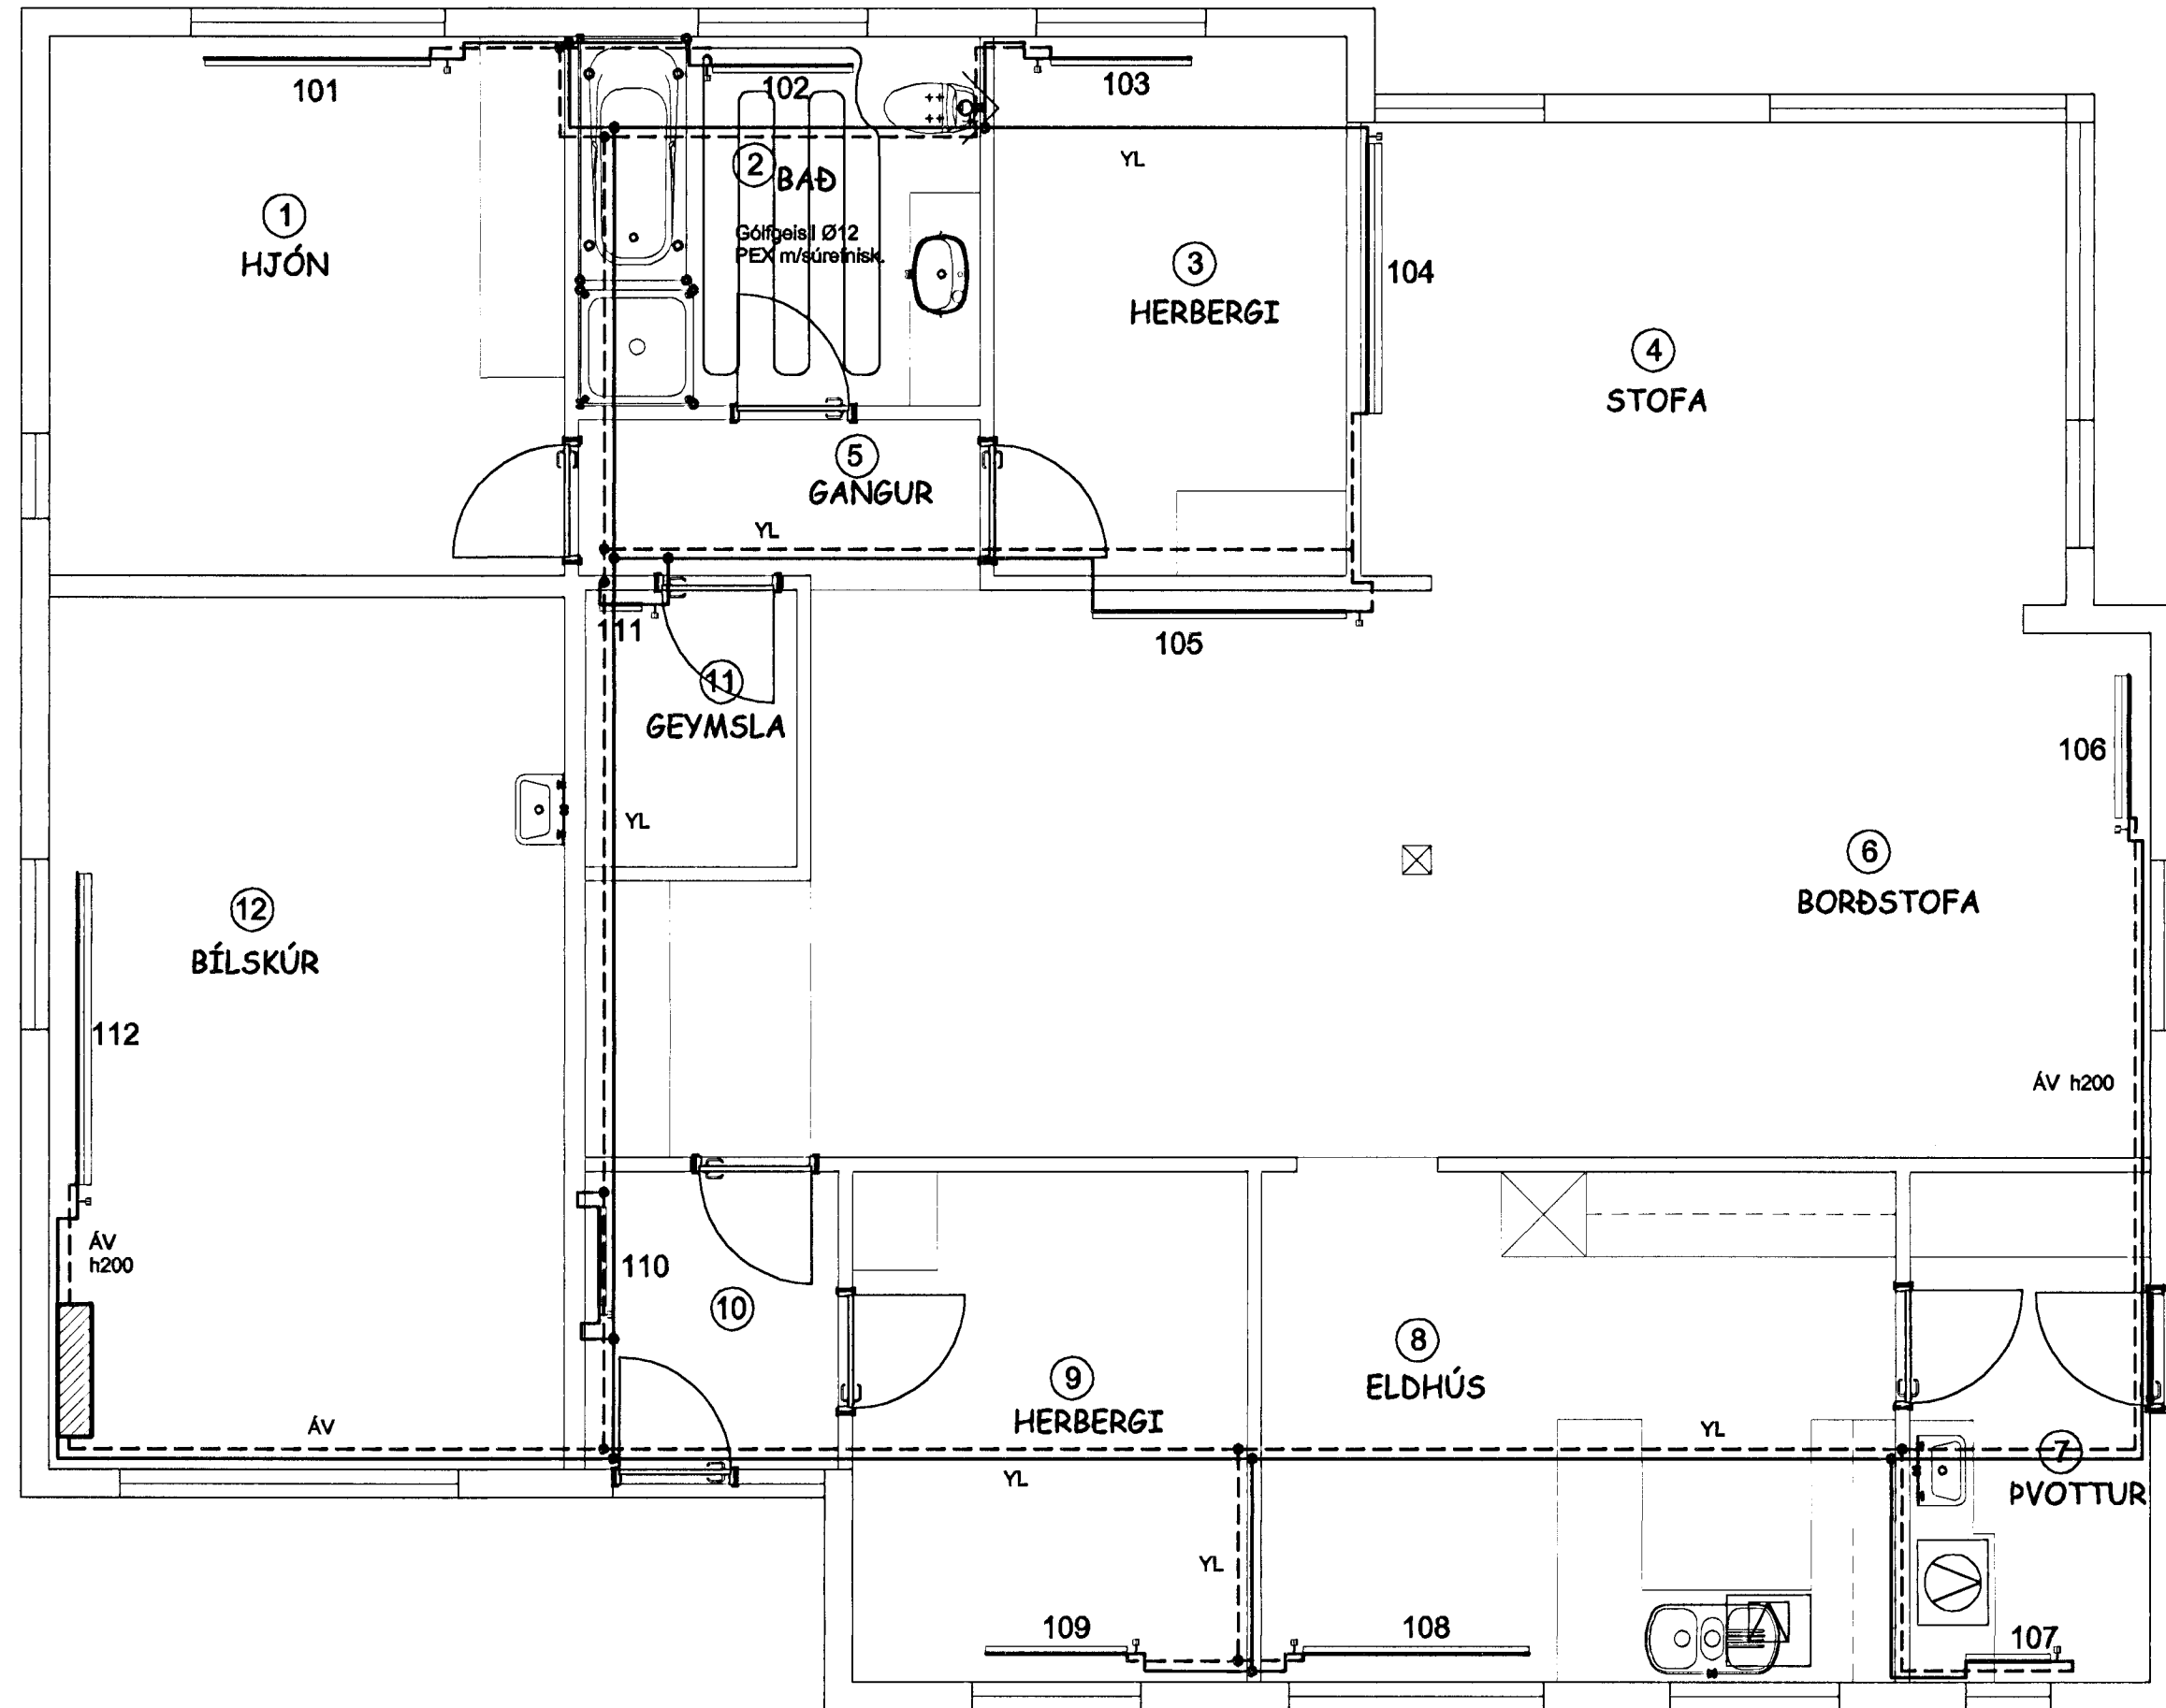 101
102
103
YL
2
BAÐ
1
HJÓN
Gólfgeisli Ø12
PEX m/súrefnisk.
3
HERBERGI
104
4
STOFA
5
GANGUR
YL
111
105
11
GEYMSLA
106
YL
6
BORÐSTOFA
12
BÍLSKÚR
112
ÁV h200
ÁV
h200
110
10
8
ELDHÚS
9
HERBERGI
ÁV
YL
7
ÞVOTTUR
YL
YL
109
108
107